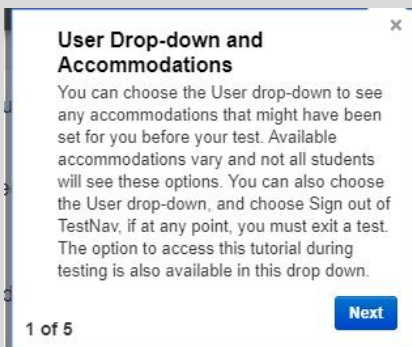 ×
User Drop-down and
Accommodations
You can choose the User drop-down to see
any accommodations that might have been
set for you before your test. Available
accommodations vary and not all students
will see these options. You can also choose
the User drop-down, and choose Sign out of
TestNav, if at any point, you must exit a test.
The option to access this tutorial during
testing is also available in this drop down.
Next
1 of 5